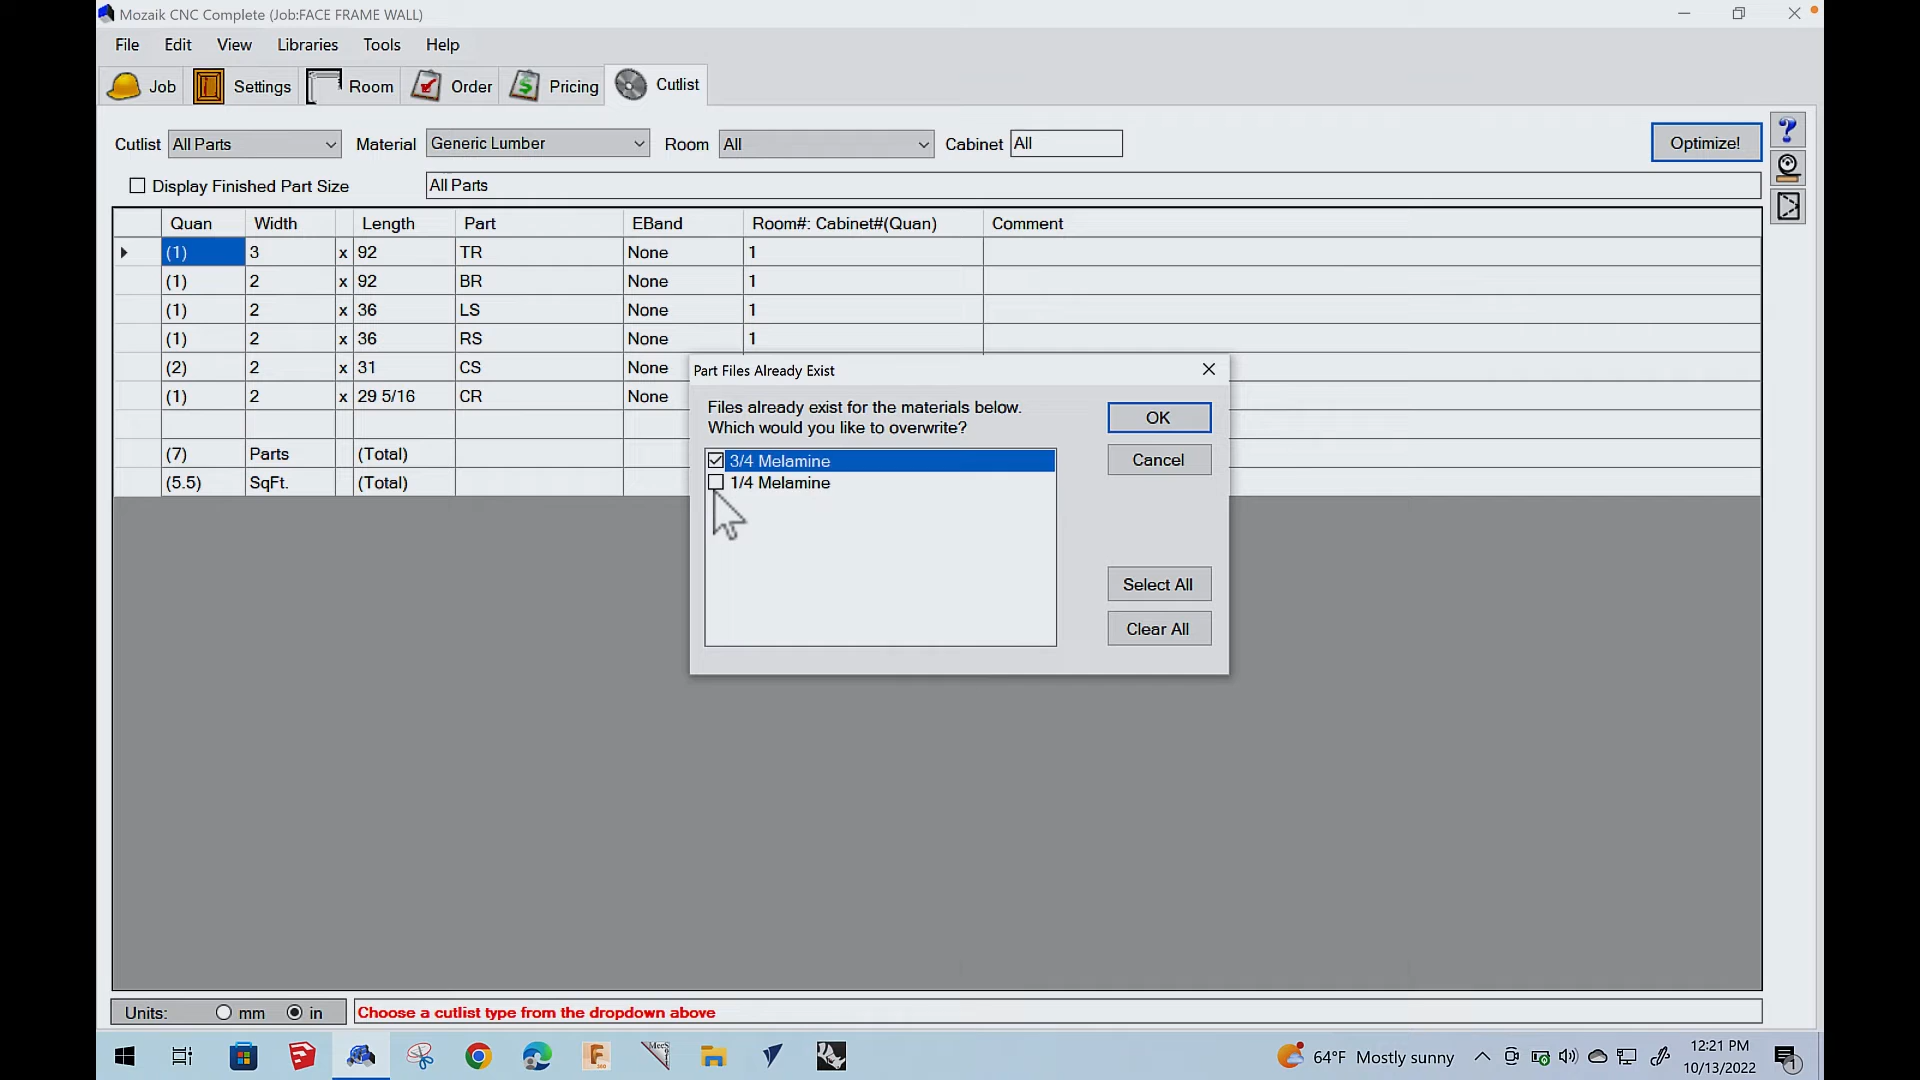 Mozaik CNC Complete (Job:FACE FRAME WALL)
File Edit View Libraries Tools Help
Job Settings Room Order Pricing Cutlist
Cutlist All Parts Material Generic Lumber Room All Cabinet All Optimize!
Display Finished Part Size All Parts
Quan Width Length Part EBand Room#: Cabinet#(Quan) Comment
(1) 3 x 92 TR None 1
(1) 2 x 92 BR None 1
(1) 2 x 36 LS None 1
(1) 2 x 36 RS None 1
(2) 2 x 31 CS None
(1) 2 x 29 5/16 CR None
(7) Parts (Total)
(5.5) SqFt. (Total)
Part Files Already Exist
Files already exist for the materials below.
Which would you like to overwrite?
3/4 Melamine
1/4 Melamine
OK
Cancel
Select All
Clear All
Units: mm in Choose a cutlist type from the dropdown above
64°F Mostly sunny
12:21 PM
10/13/2022
1